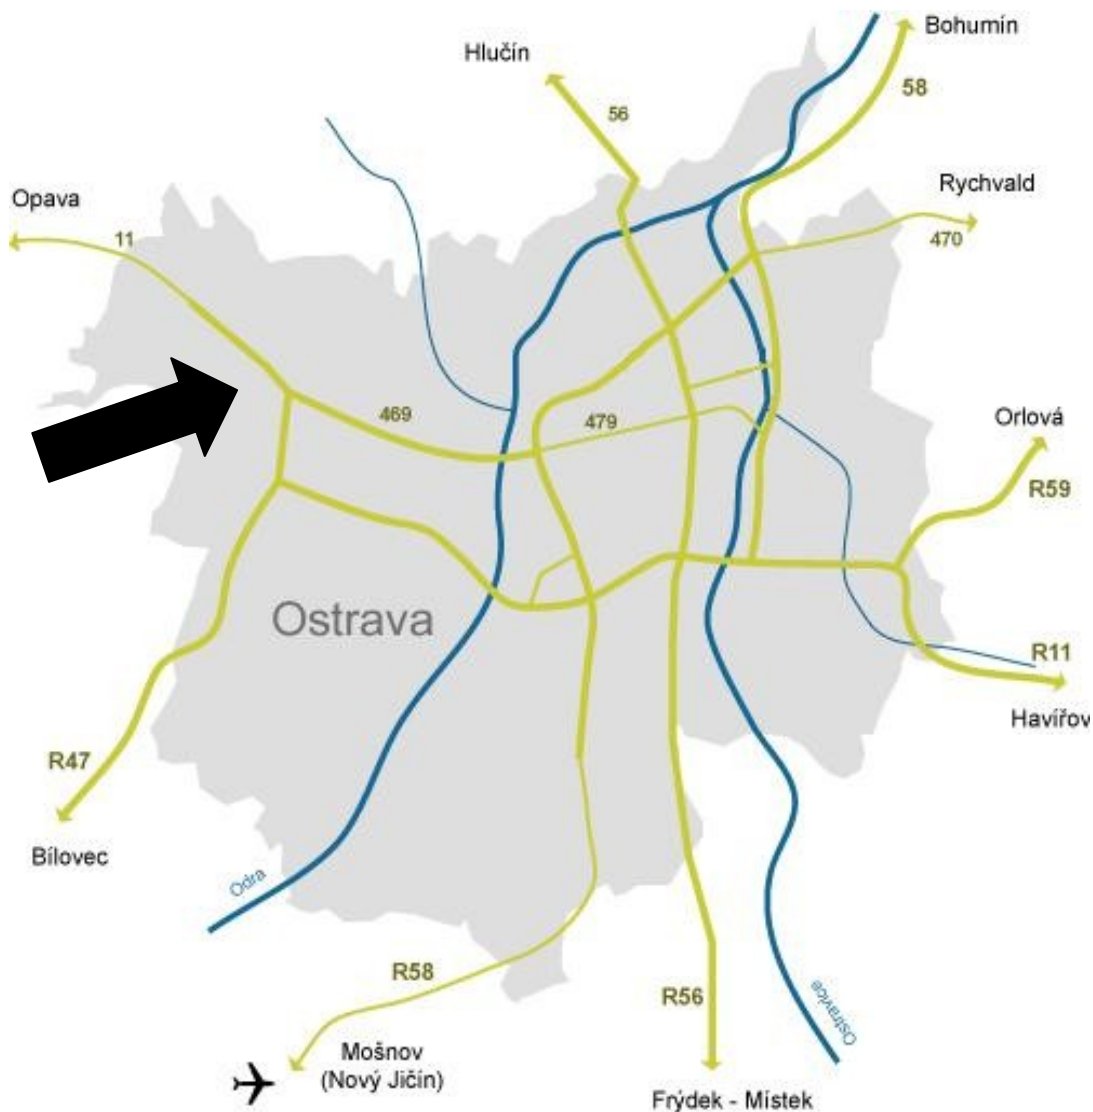 Bohumín
Hlučín
58
56
Opava
Rychvald
11
470
469
479
Orlová
R59
Ostrava
R11
Havířov
R47
Bílovec
Odra
R58
R56
Ostravice
Mošnov
(Nový Jičín)
Frýdek - Místek